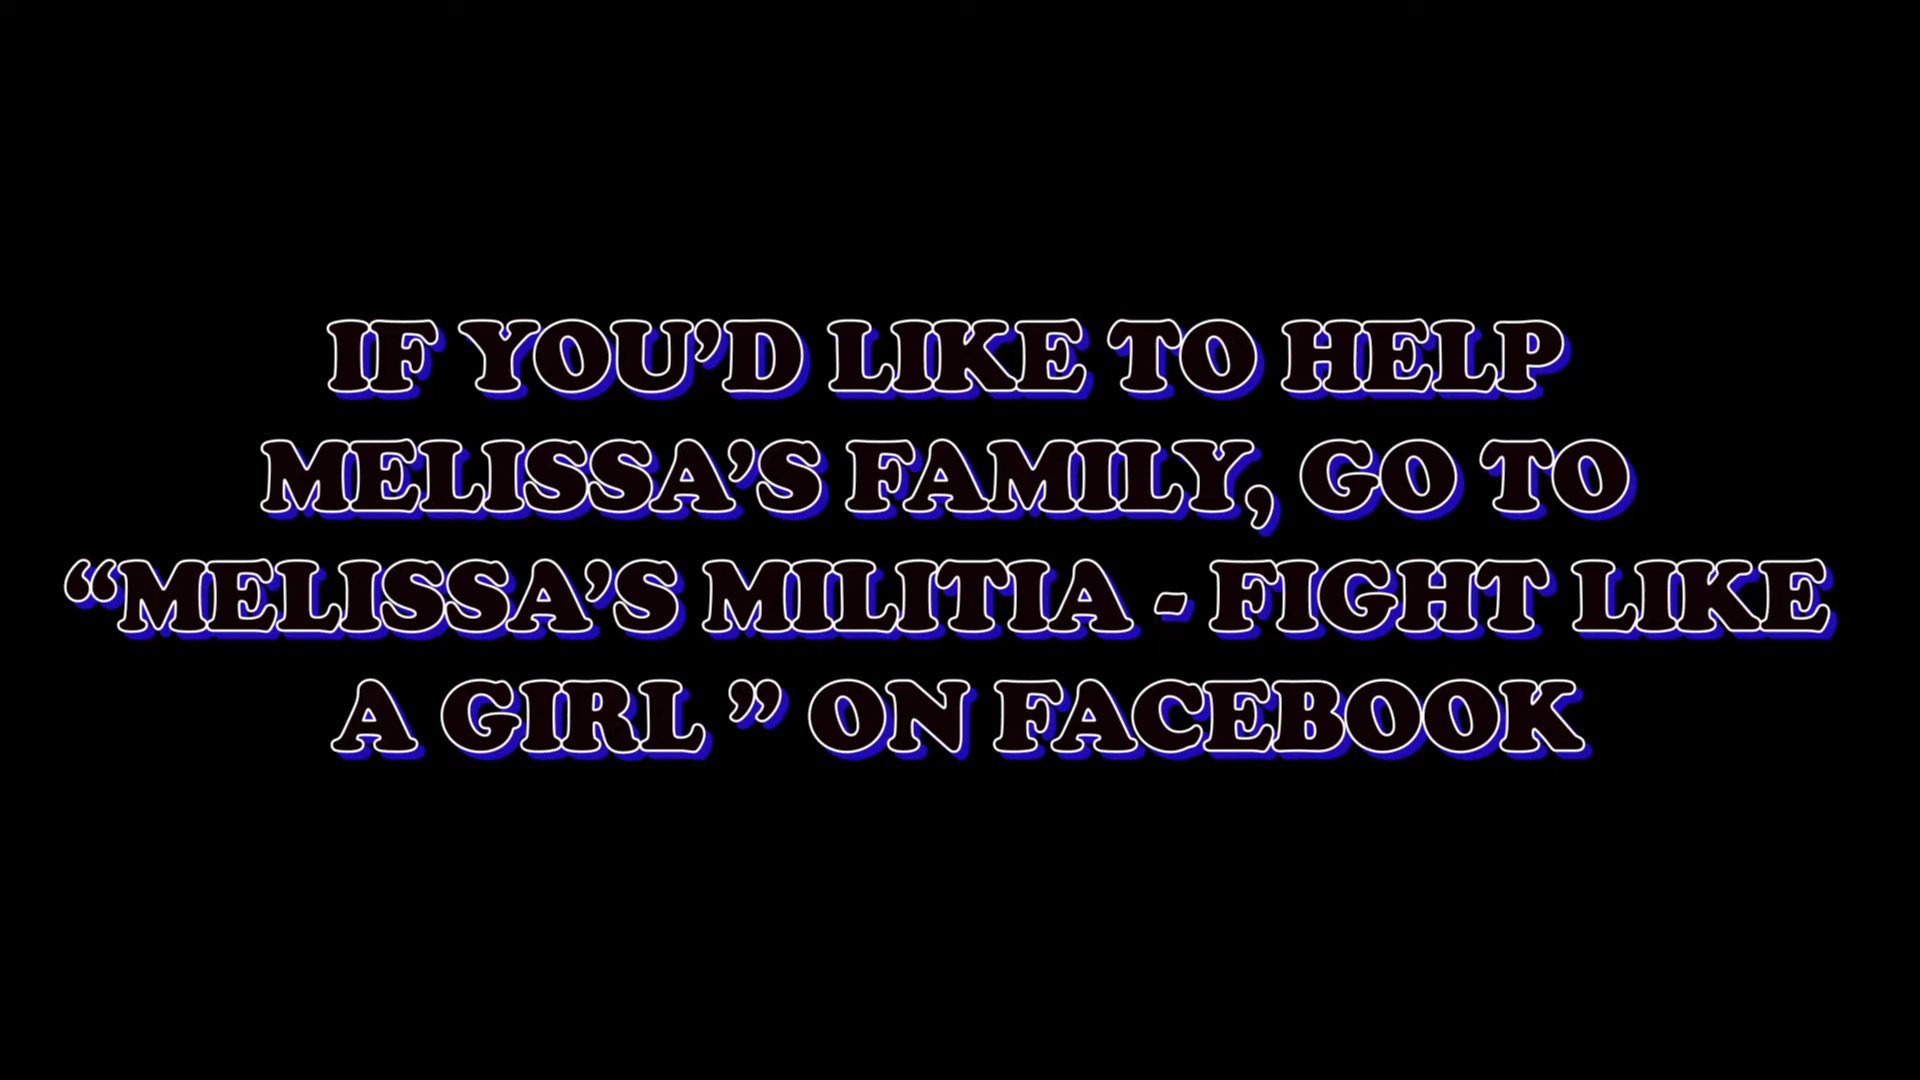 IF YOU’D LIKE TO HELP
MELISSA’S FAMILY, GO TO
“MELISSA’S MILITIA - FIGHT LIKE
A GIRL ” ON FACEBOOK